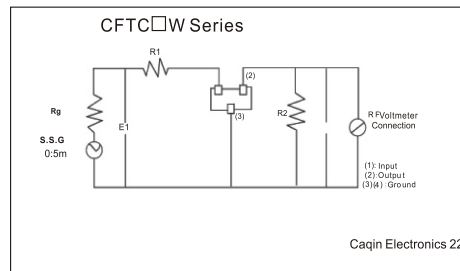 CFTC□W Series
R1
(2)
Rg
E1
(3)
R2
R FVoltmeter
Connection
S.S.G
0:5m
(1): Input
(2):Output
(3)(4) :Ground
Caqin Electronics 22